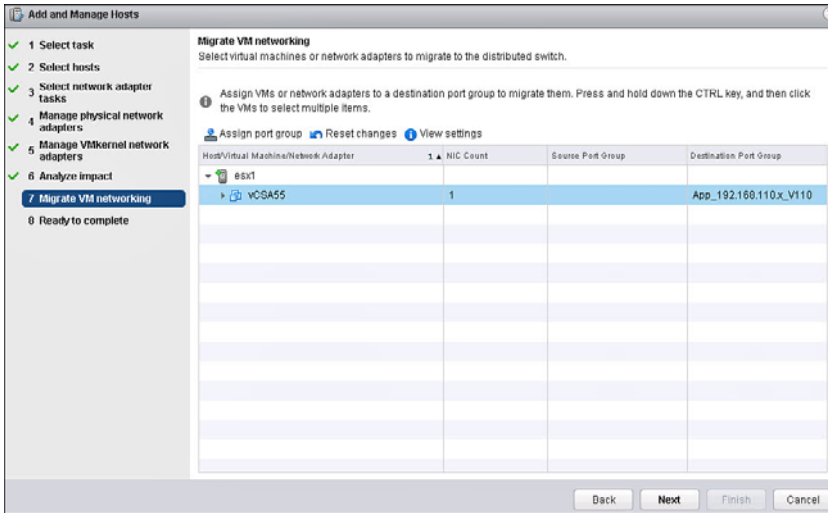 Add and Manage Hosts
1 Select task
2 Select hosts
3 Select network adapter
tasks
4 Manage physical network
adapters
5 Manage VMkernel network
adapters
6 Analyze impact
7 Migrate VM networking
8 Ready to complete
Migrate VM networking
Select virtual machines or network adapters to migrate to the distributed switch.
Assign VMs or network adapters to a destination port group to migrate them. Press and hold down the CTRL key, and then click
the VMs to select multiple items.
Assign port group Reset changes View settings
Host/Virtual Machine/Network Adapter 1 ▲ NIC Count Source Port Group Destination Port Group
esx1
vCSA55 1 App_192.168.110.x_V110
Back Next Finish Cancel